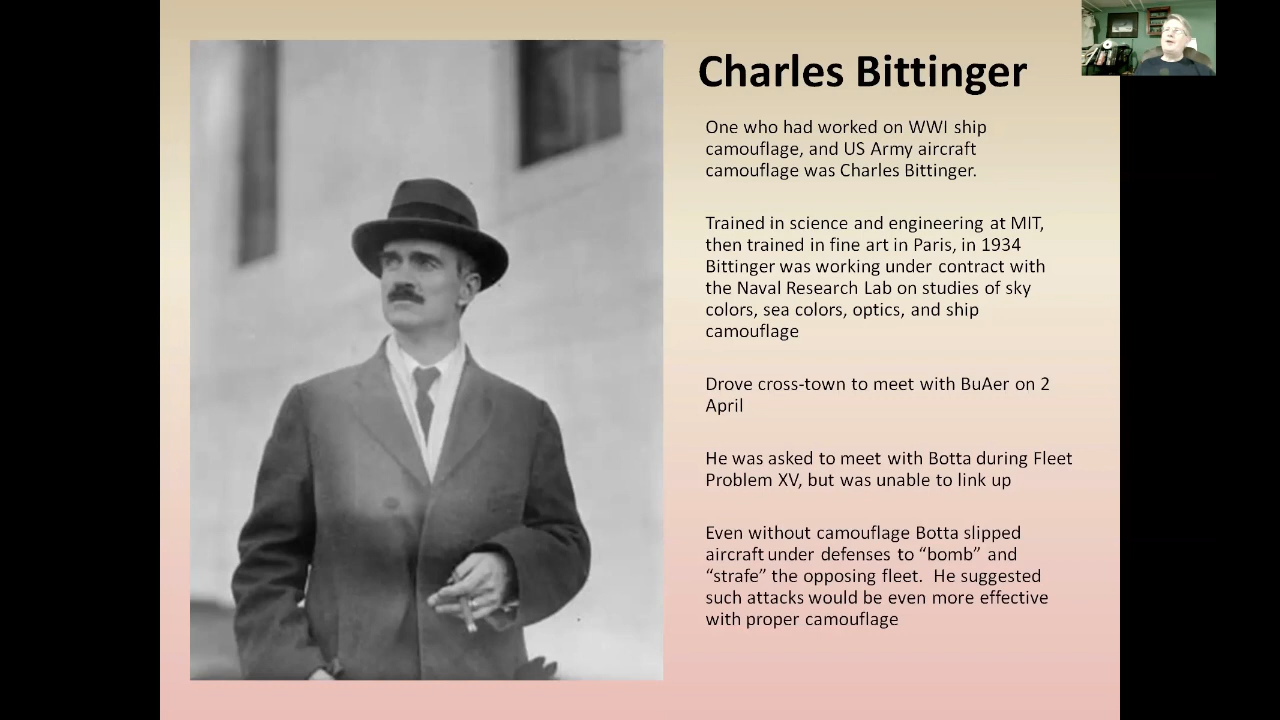 Charles Bittinger
One who had worked on WWI ship
camouflage, and US Army aircraft
camouflage was Charles Bittinger.
Trained in science and engineering at MIT,
then trained in fine art in Paris, in 1934
Bittinger was working under contract with
the Naval Research Lab on studies of sky
colors, sea colors, optics, and ship
camouflage
Drove cross-town to meet with BuAer on 2
April
He was asked to meet with Botta during Fleet
Problem XV, but was unable to link up
Even without camouflage Botta slipped
aircraft under defenses to “bomb” and
“strafe” the opposing fleet.  He suggested
such attacks would be even more effective
with proper camouflage